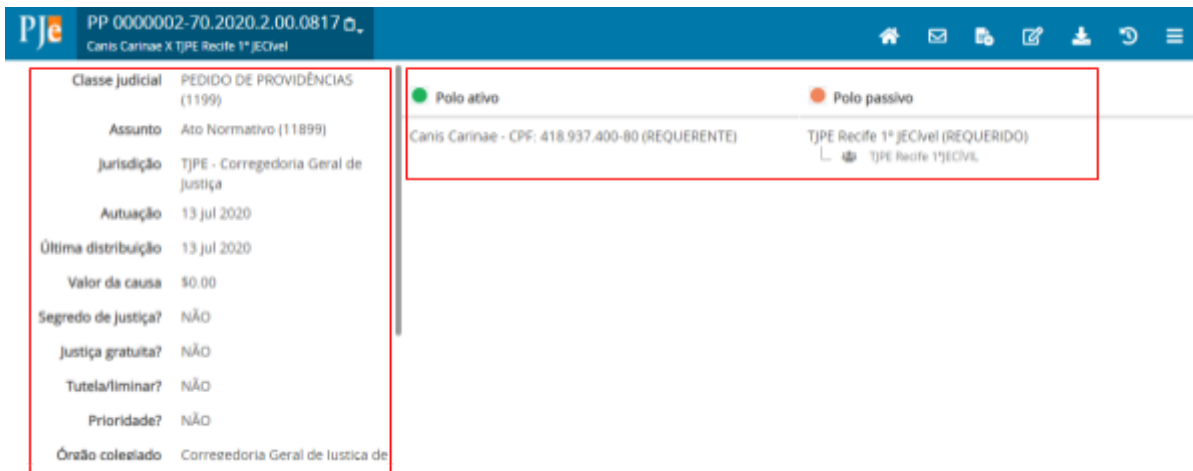 PJe
PP 0000002-70.2020.2.00.0817
Canis Carinae X TJPE Recife 1º JECível
Classe judicial PEDIDO DE PROVIDÊNCIAS
(1199)
Assunto Ato Normativo (11899)
Jurisdição TJPE - Corregedoria Geral de
Justiça
Autuação 13 jul 2020
Última distribuição 13 jul 2020
Valor da causa $0.00
Segredo de justiça? NÃO
Justiça gratuita? NÃO
Tutela/liminar? NÃO
Prioridade? NÃO
Órgão colegiado Corregedoria Geral de Justiça de
Polo ativo
Canis Carinae - CPF: 418.937.400-80 (REQUERENTE)
Polo passivo
TJPE Recife 1º JECível (REQUERIDO)
TJPE Recife 1ºJECÍVIL